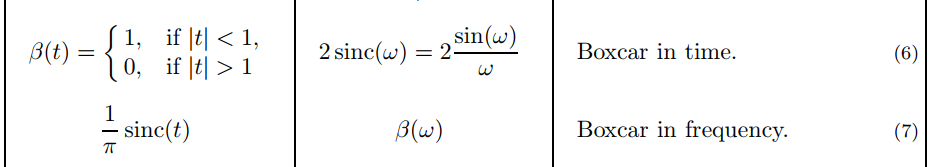 β(t) = { 1, if |t| < 1, 0, if |t| > 1 2 sinc(ω) = 2 sin(ω)/ω Boxcar in time. (6)
1/π sinc(t) β(ω) Boxcar in frequency. (7)